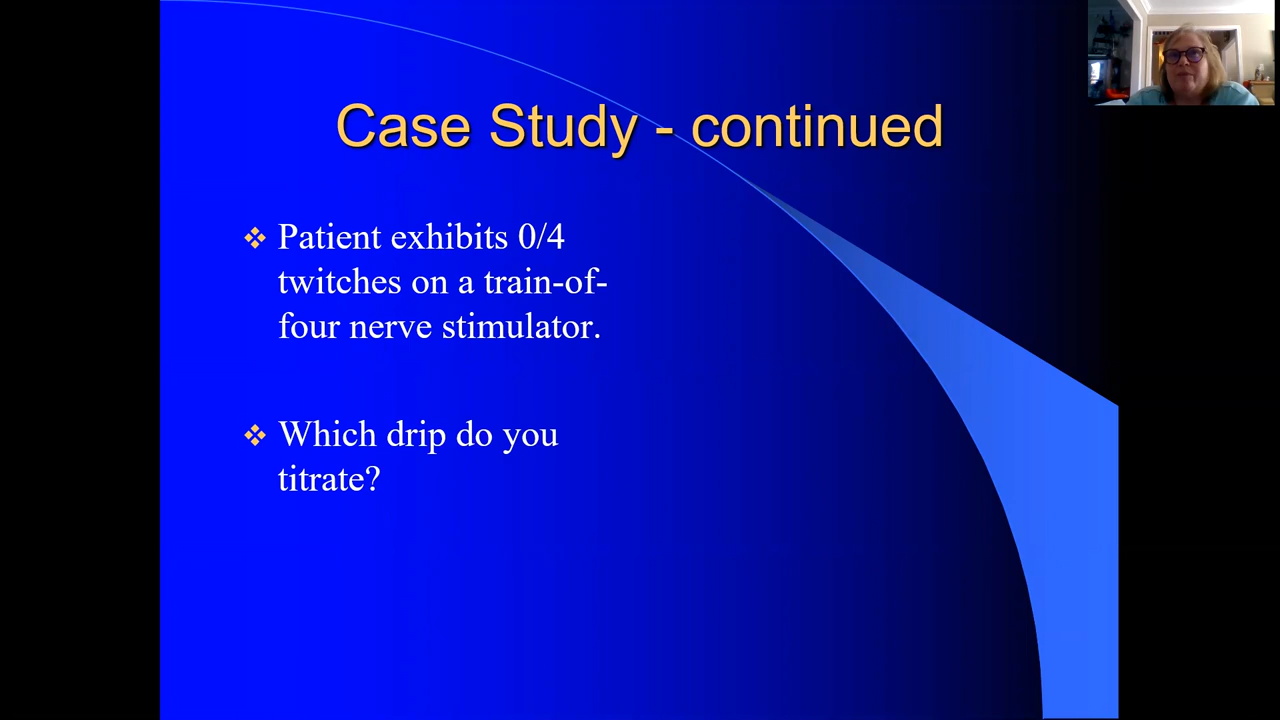 Case Study - continued
Patient exhibits 0/4
twitches on a train-of-
four nerve stimulator.
Which drip do you
titrate?